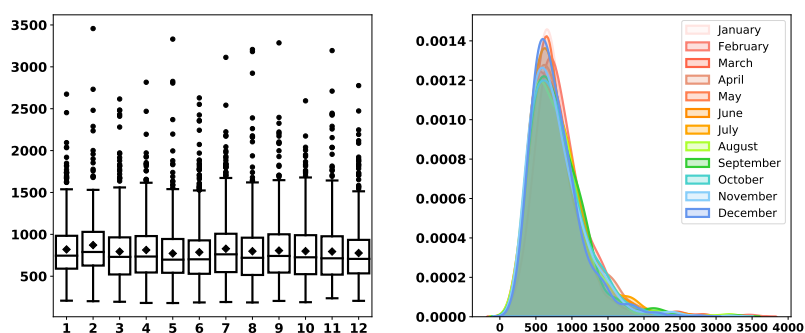 3500
3000
2500
2000
1500
1000
500
1 2 3 4 5 6 7 8 9 10 11 12
0.0014
0.0012
0.0010
0.0008
0.0006
0.0004
0.0002
0.0000
0 500 1000 1500 2000 2500 3000 3500 4000
January
February
March
April
May
June
July
August
September
October
November
December